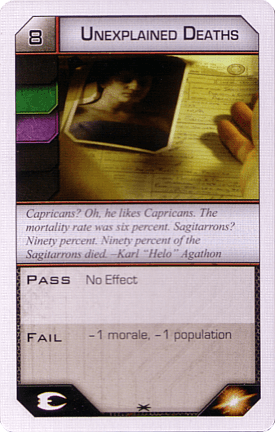 8
Unexplained Deaths
Capricans? Oh, he likes Capricans. The
mortality rate was six percent. Sagitarrons?
Ninety percent. Ninety percent of the
Sagitarrons died. –Karl "Helo" Agathon
Pass No Effect
Fail –1 morale, –1 population